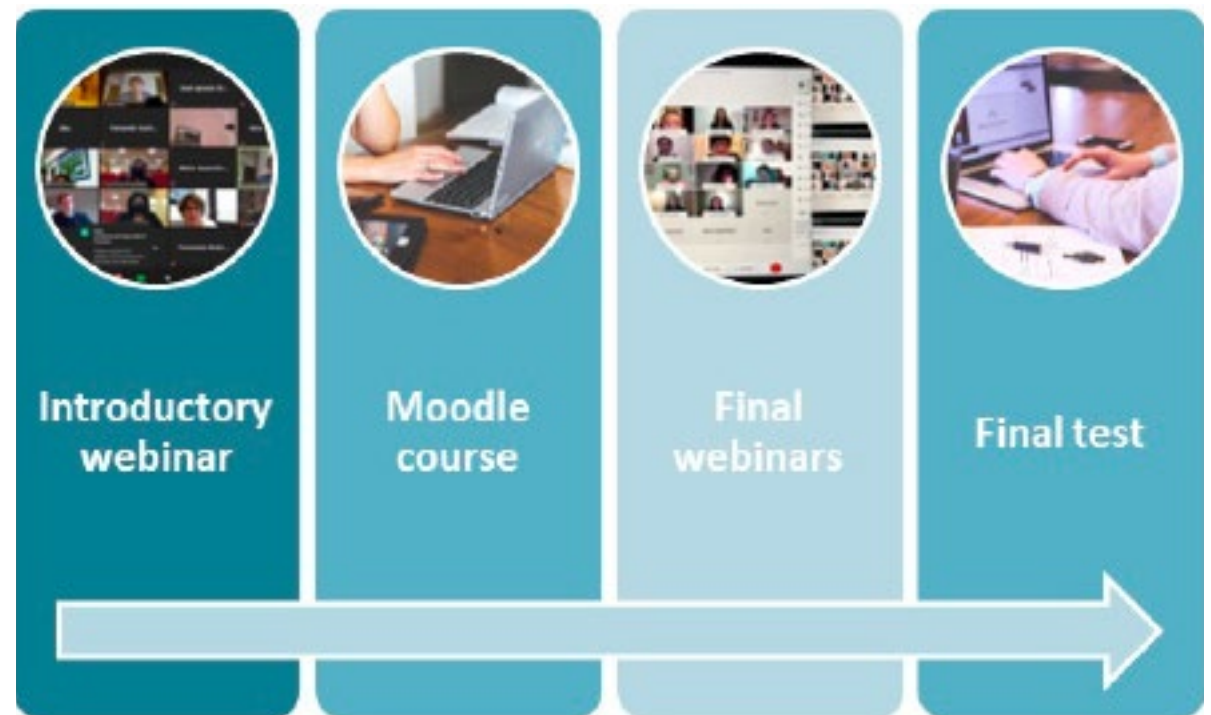 Introductory
webinar
Moodle
course
Final
webinars
Final test